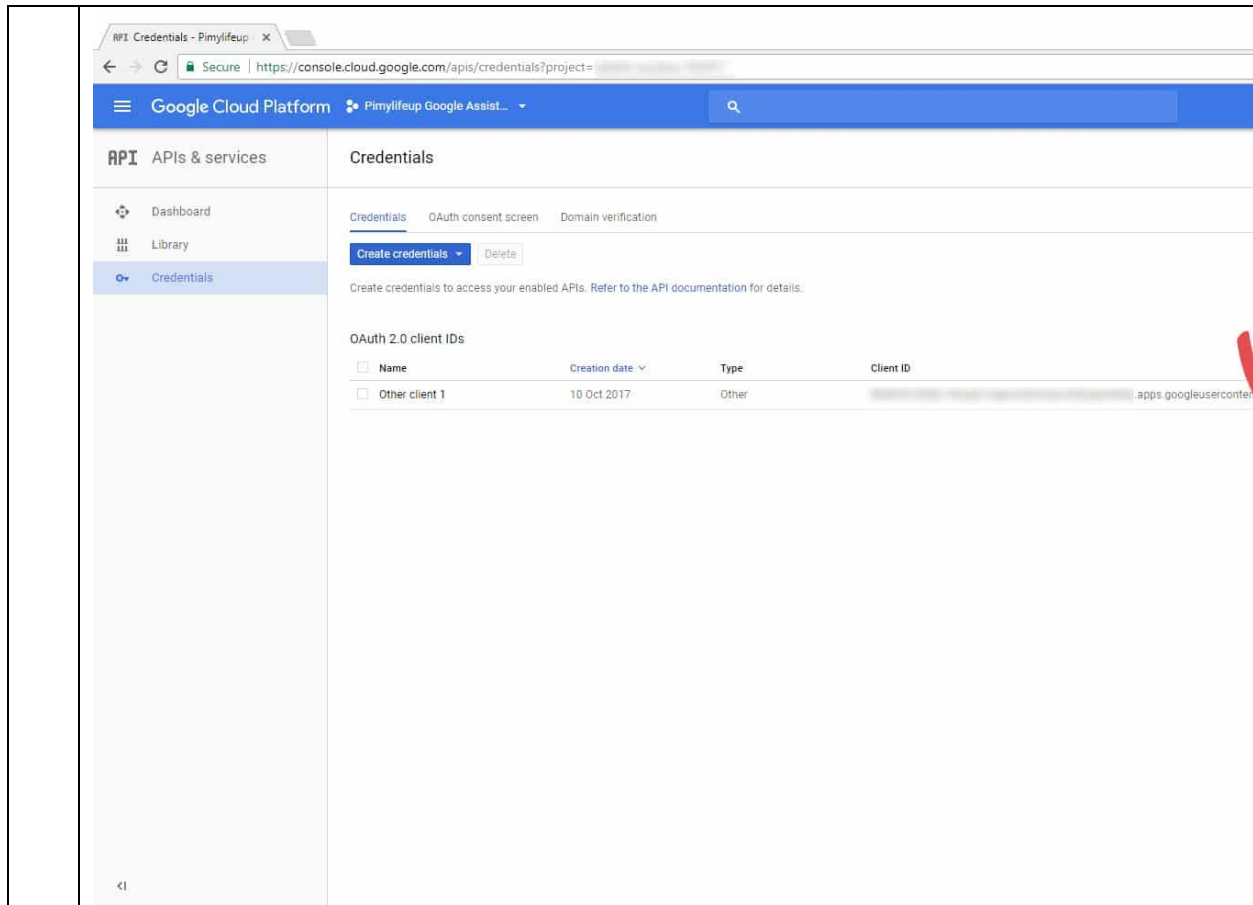 API Credentials - Pimylifeup
Secure | https://console.cloud.google.com/apis/credentials?project=
Google Cloud Platform Pimylifeup Google Assist...
API APIs & services
Credentials
Dashboard
Library
Credentials
Credentials OAuth consent screen Domain verification
Create credentials Delete
Create credentials to access your enabled APIs. Refer to the API documentation for details.
OAuth 2.0 client IDs
Name Creation date Type Client ID
Other client 1 10 Oct 2017 Other .apps.googleuserconten